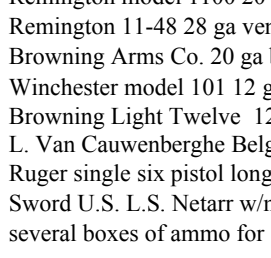 Remington model 1100 20
Remington 11-48 28 ga ver
Browning Arms Co. 20 ga
Winchester model 101 12 g
Browning Light Twelve 12
L. Van Cauwenberghe Belg
Ruger single six pistol long
Sword U.S. L.S. Netarr w/
several boxes of ammo for